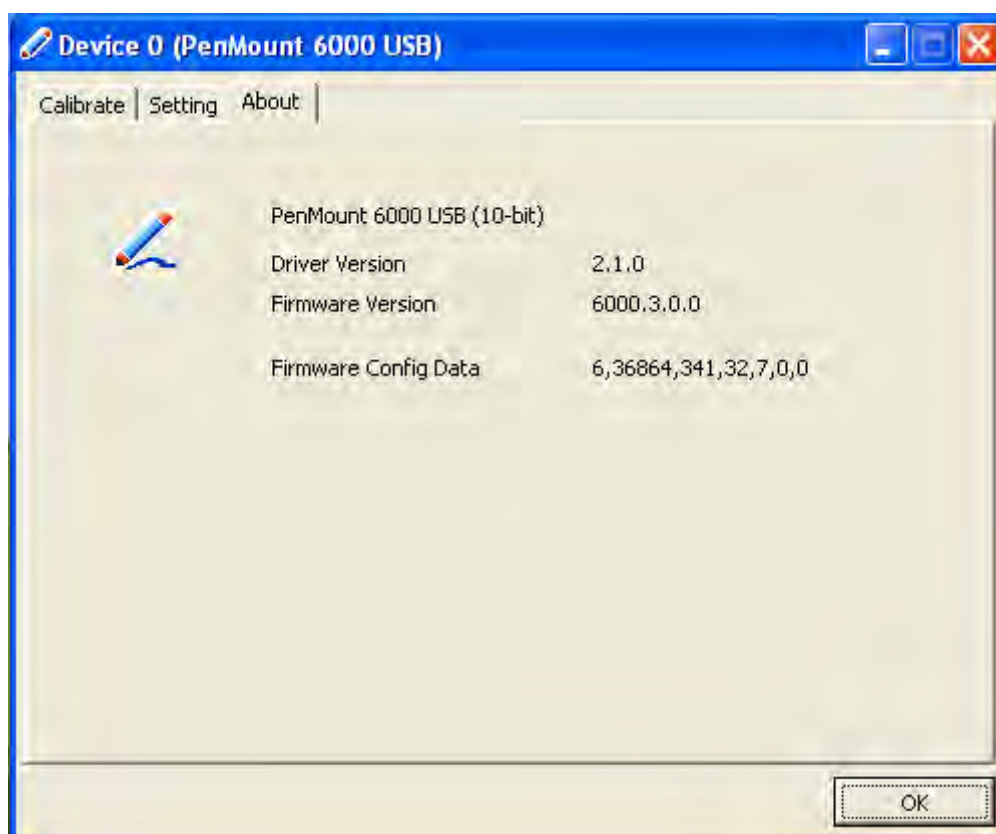 Device 0 (PenMount 6000 USB)
Calibrate Setting About
PenMount 6000 USB (10-bit)
Driver Version 2.1.0
Firmware Version 6000.3.0.0
Firmware Config Data 6,36864,341,32,7,0,0
OK